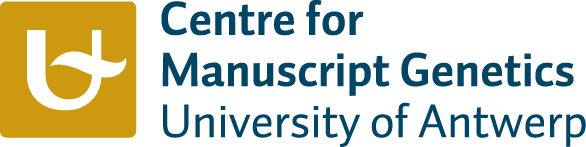 Centre for
Manuscript Genetics
University of Antwerp